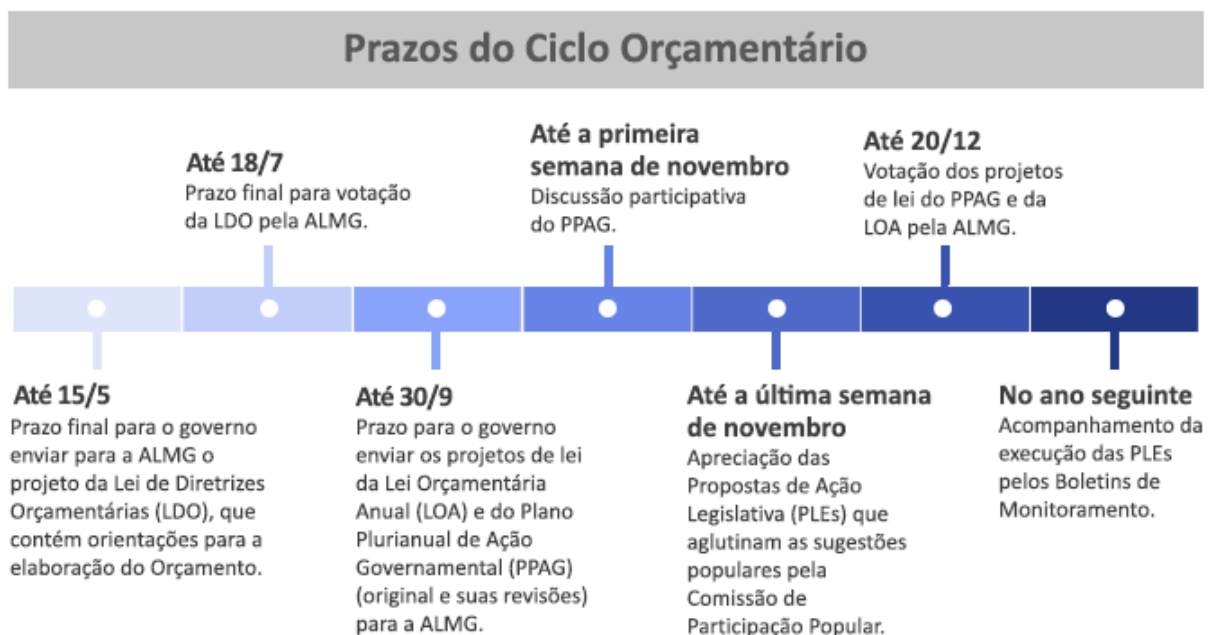 Prazos do Ciclo Orçamentário
Até 15/5
Prazo final para o governo
enviar para a ALMG o
projeto da Lei de Diretrizes
Orçamentárias (LDO), que
contém orientações para a
elaboração do Orçamento.
Até 18/7
Prazo final para votação
da LDO pela ALMG.
Até 30/9
Prazo para o governo
enviar os projetos de lei
da Lei Orçamentária
Anual (LOA) e do Plano
Plurianual de Ação
Governamental (PPAG)
(original e suas revisões)
para a ALMG.
Até a primeira
semana de novembro
Discussão participativa
do PPAG.
Até a última semana
de novembro
Apreciação das
Propostas de Ação
Legislativa (PLEs) que
aglutinam as sugestões
populares pela
Comissão de
Participação Popular.
Até 20/12
Votação dos projetos
de lei do PPAG e da
LOA pela ALMG.
No ano seguinte
Acompanhamento da
execução das PLEs
pelos Boletins de
Monitoramento.